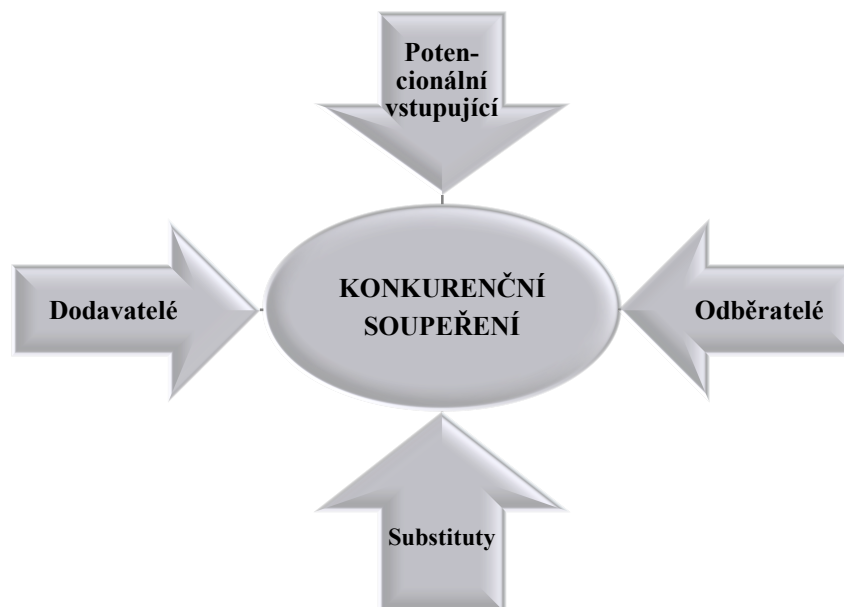 Poten-
cionální
vstupující
Dodavatelé
KONKURENČNÍ
SOUPEŘENÍ
Odběratelé
Substituty